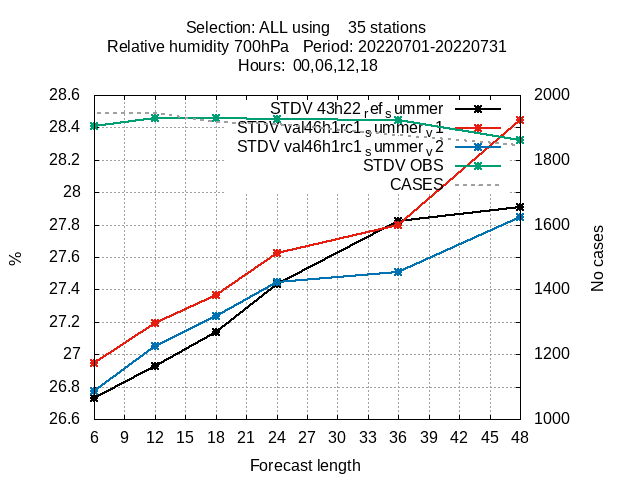 Selection: ALL using 35 stations
Relative humidity 700hPa Period: 20220701-20220731
Hours: 00,06,12,18
28.6
28.4
28.2
28
27.8
27.6
27.4
27.2
27
26.8
26.6
%
STDV 43h22refsummer
STDV val46h1rc1summerv1
STDV val46h1rc1summerv2
STDV OBS
CASES
2000
1800
1600
1400
1200
1000
No cases
6 9 12 15 18 21 24 27 30 33 36 39 42 45 48
Forecast length